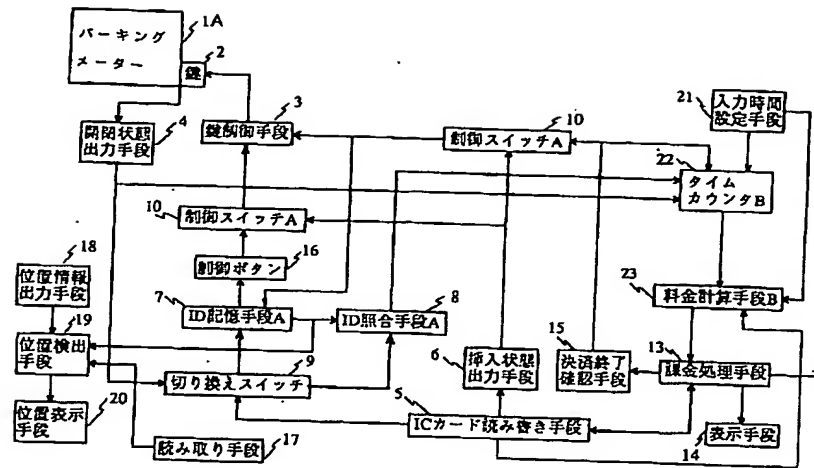 1A
パーキング
メーター
2
鍵
3
鍵制御手段
4
開閉状態
出力手段
10
制御スイッチA
21
入力時間
設定手段
22
タイム
カウンタB
10
制御スイッチA
16
制御ボタン
18
位置情報
出力手段
7
ID記憶手段A
8
ID照合手段A
23
料金計算手段B
19
位置検出
手段
9
切り換えスイッチ
6
挿入状態
出力手段
15
決済終了
確認手段
13
課金処理手段
20
位置表示
手段
5
ICカード読み書き手段
17
読み取り手段
14
表示手段